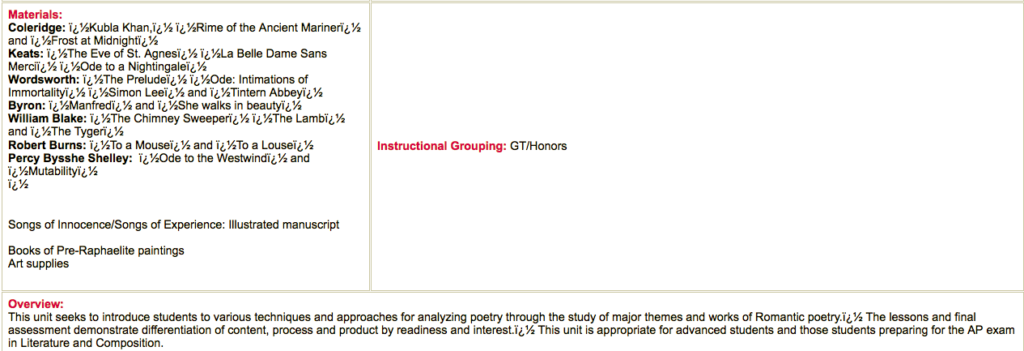 Materials:
Coleridge: ï¿½Kubla Khan,ï¿½ ï¿½Rime of the Ancient Marinerï¿½
and ï¿½Frost at Midnightï¿½
Keats: ï¿½The Eve of St. Agnesï¿½ ï¿½La Belle Dame Sans
Merciï¿½ ï¿½Ode to a Nightingaleï¿½
Wordsworth: ï¿½The Preludeï¿½ ï¿½Ode: Intimations of
Immortalityï¿½ ï¿½Simon Leeï¿½ and ï¿½Tintern Abbeyï¿½
Byron: ï¿½Manfredï¿½ and ï¿½She walks in beautyï¿½
William Blake: ï¿½The Chimney Sweeperï¿½ ï¿½The Lambï¿½
and ï¿½The Tygerï¿½
Robert Burns: ï¿½To a Mouseï¿½ and ï¿½To a Louseï¿½
Percy Bysshe Shelley:  ï¿½Ode to the Westwindï¿½ and
ï¿½Mutabilityï¿½
ï¿½
Songs of Innocence/Songs of Experience: Illustrated manuscript
Books of Pre-Raphaelite paintings
Art supplies
Instructional Grouping: GT/Honors
Overview:
This unit seeks to introduce students to various techniques and approaches for analyzing poetry through the study of major themes and works of Romantic poetry.ï¿½ The lessons and final
assessment demonstrate differentiation of content, process and product by readiness and interest.ï¿½ This unit is appropriate for advanced students and those students preparing for the AP exam
in Literature and Composition.